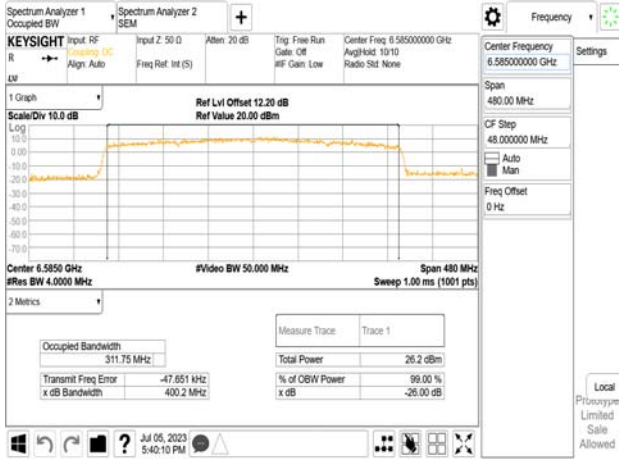 Spectrum Analyzer 1
Occupied BW
Spectrum Analyzer 2
SEM
+
Frequency
KEYSIGHT
R
Input: RF
Coupling: DC
Align: Auto
Input Z: 50 Ω
Freq Ref: Int (S)
Atten: 20 dB
Trig: Free Run
Gate: Off
#IF Gain: Low
Center Freq: 6.585000000 GHz
Avg|Hold: 10/10
Radio Std: None
Center Frequency
6.585000000 GHz
Settings
Span
480.00 MHz
CF Step
48.000000 MHz
Auto
Man
Freq Offset
0 Hz
1 Graph
Scale/Div 10.0 dB
Ref Lvl Offset 12.20 dB
Ref Value 20.00 dBm
Log
10.0
0.00
-10.0
-20.0
-30.0
-40.0
-50.0
-60.0
-70.0
Center 6.5850 GHz
#Res BW 4.0000 MHz
#Video BW 50.000 MHz
Span 480 MHz
Sweep 1.00 ms (1001 pts)
2 Metrics
Measure Trace
Trace 1
Occupied Bandwidth
311.75 MHz
Total Power
26.2 dBm
Transmit Freq Error
-47.651 kHz
% of OBW Power
99.00 %
x dB Bandwidth
400.2 MHz
x dB
-26.00 dB
Local
Prototype
Limited
Sale
Allowed
?
Jul 05, 2023
5:40:10 PM